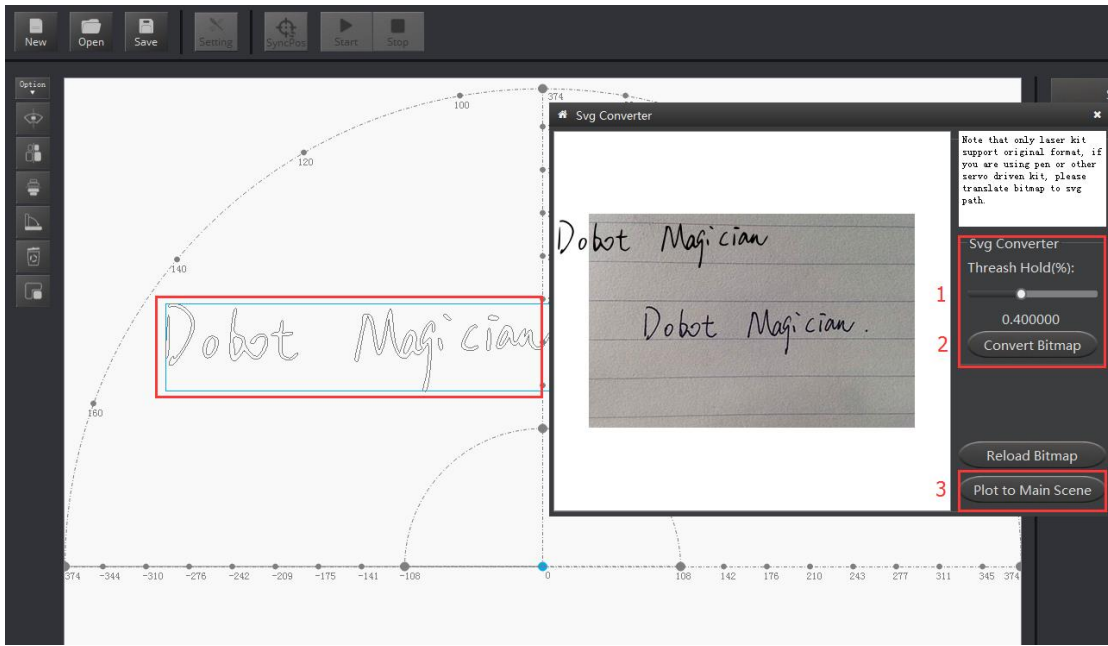 New Open Save Setting SyncPos Start Stop
Option
Svg Converter
Note that only laser kit
support original format, if
you are using pen or other
servo driven kit, please
translate bitmap to svg
path.
374
100
120
140
160
Dobot Magician
Dobot Magician
Dobot Magician.
Svg Converter
Threash Hold(%):
1
0.400000
2
Convert Bitmap
Reload Bitmap
3
Plot to Main Scene
374 -344 -310 -276 -242 -209 -175 -141 -108 0 108 142 176 210 243 277 311 345 374